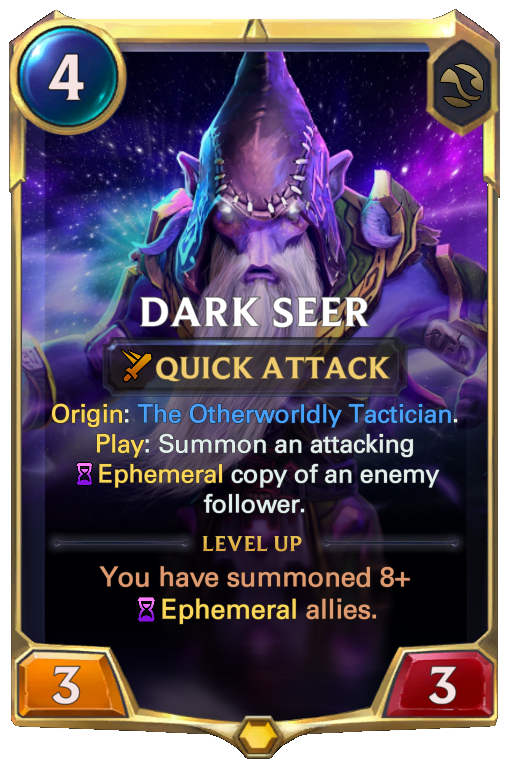 4
DARK SEER
QUICK ATTACK
Origin: The Otherworldly Tactician.
Play: Summon an attacking
Ephemeral copy of an enemy
follower.
LEVEL UP
You have summoned 8+
Ephemeral allies.
3 3